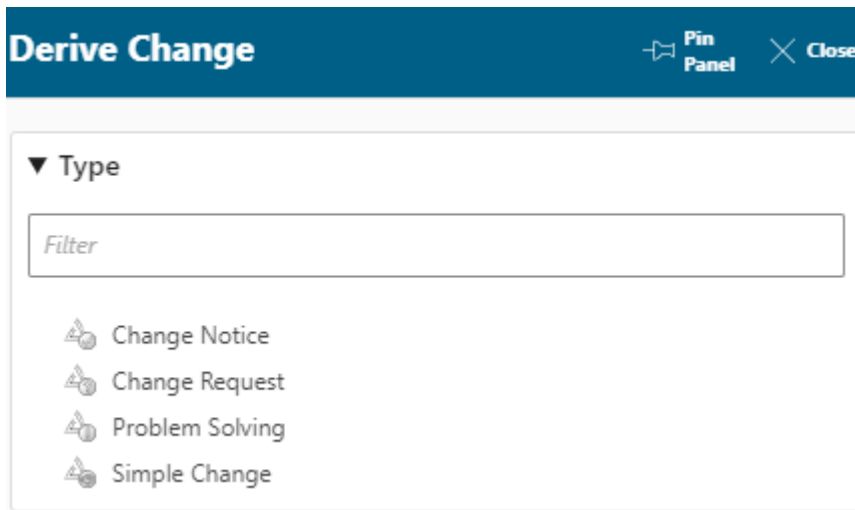 Derive Change
Pin
Panel
Close
Type
Filter
Change Notice
Change Request
Problem Solving
Simple Change